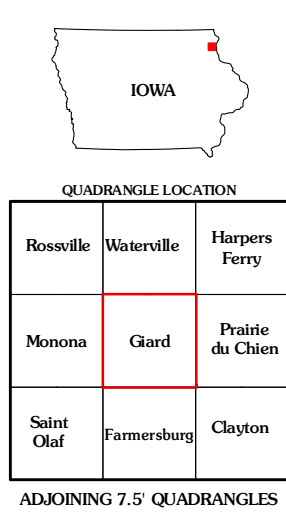 IOWA
QUADRANGLE LOCATION
Rossville Waterville Harpers
Ferry
Monona Giard Prairie
du Chien
Saint
Olaf Farmersburg Clayton
ADJOINING 7.5' QUADRANGLES